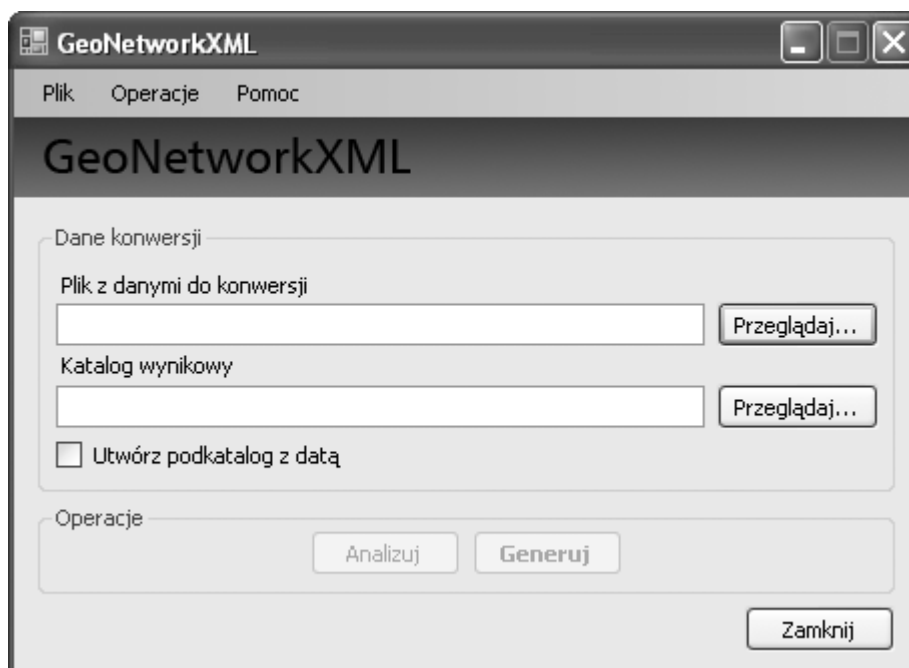 GeoNetworkXML
Plik Operacje Pomoc
GeoNetworkXML
Dane konwersji
Plik z danymi do konwersji
Przeglądaj...
Katalog wynikowy
Przeglądaj...
Utwórz podkatalog z datą
Operacje
Analizuj Generuj
Zamknij